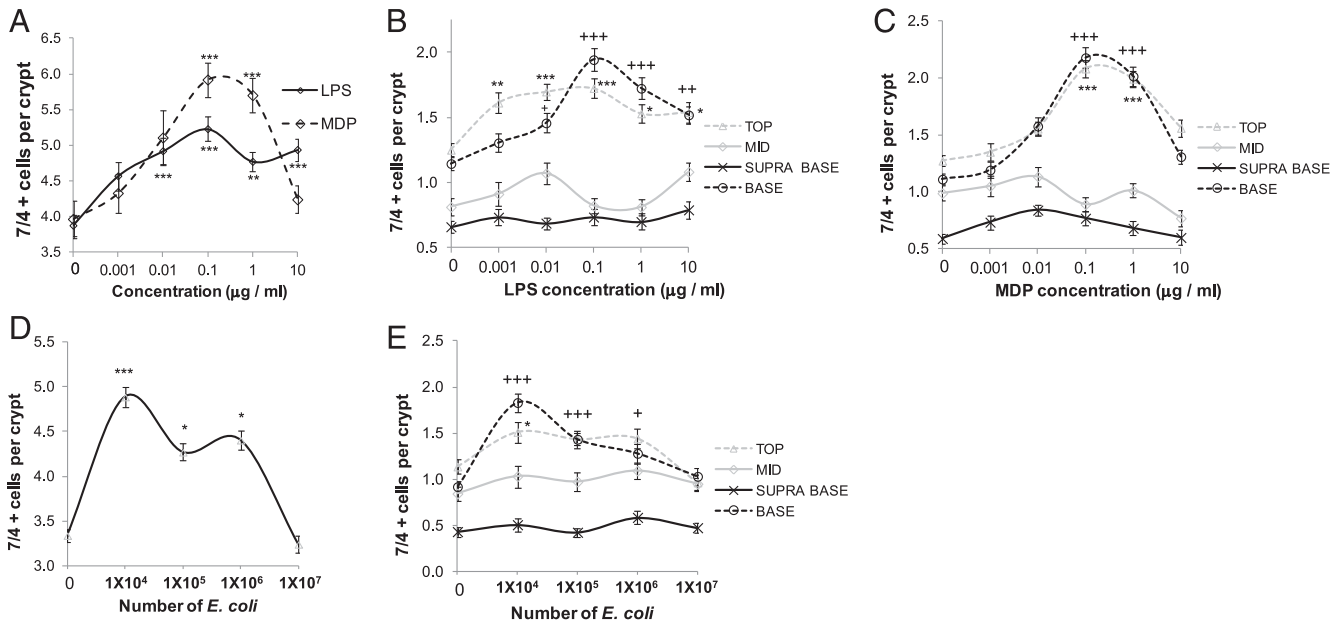 A
7/4 + cells per crypt
6.5
6.0
5.5
5.0
4.5
4.0
3.5
***
***
***
***
**
***
LPS
MDP
0 0.001 0.01 0.1 1 10
Concentration (μg / ml)
B
7/4 + cells per crypt
2.0
1.5
1.0
0.5
+++
+++
++
** ***
***
+
*
*
TOP
MID
SUPRA BASE
BASE
0 0.001 0.01 0.1 1 10
LPS concentration (μg / ml)
C
7/4 + cells per crypt
2.5
2.0
1.5
1.0
0.5
+++
+++
***
***
TOP
MID
SUPRA BASE
BASE
0 0.001 0.01 0.1 1 10
MDP concentration (μg / ml)
D
7/4 + cells per crypt
5.5
5.0
4.5
4.0
3.5
3.0
***
*
*
0 1X10⁴ 1X10⁵ 1X10⁶ 1X10⁷
Number of E. coli
E
7/4 + cells per crypt
2.5
2.0
1.5
1.0
0.5
0.0
+++
+++
+
*
TOP
MID
SUPRA BASE
BASE
0 1X10⁴ 1X10⁵ 1X10⁶ 1X10⁷
Number of E. coli